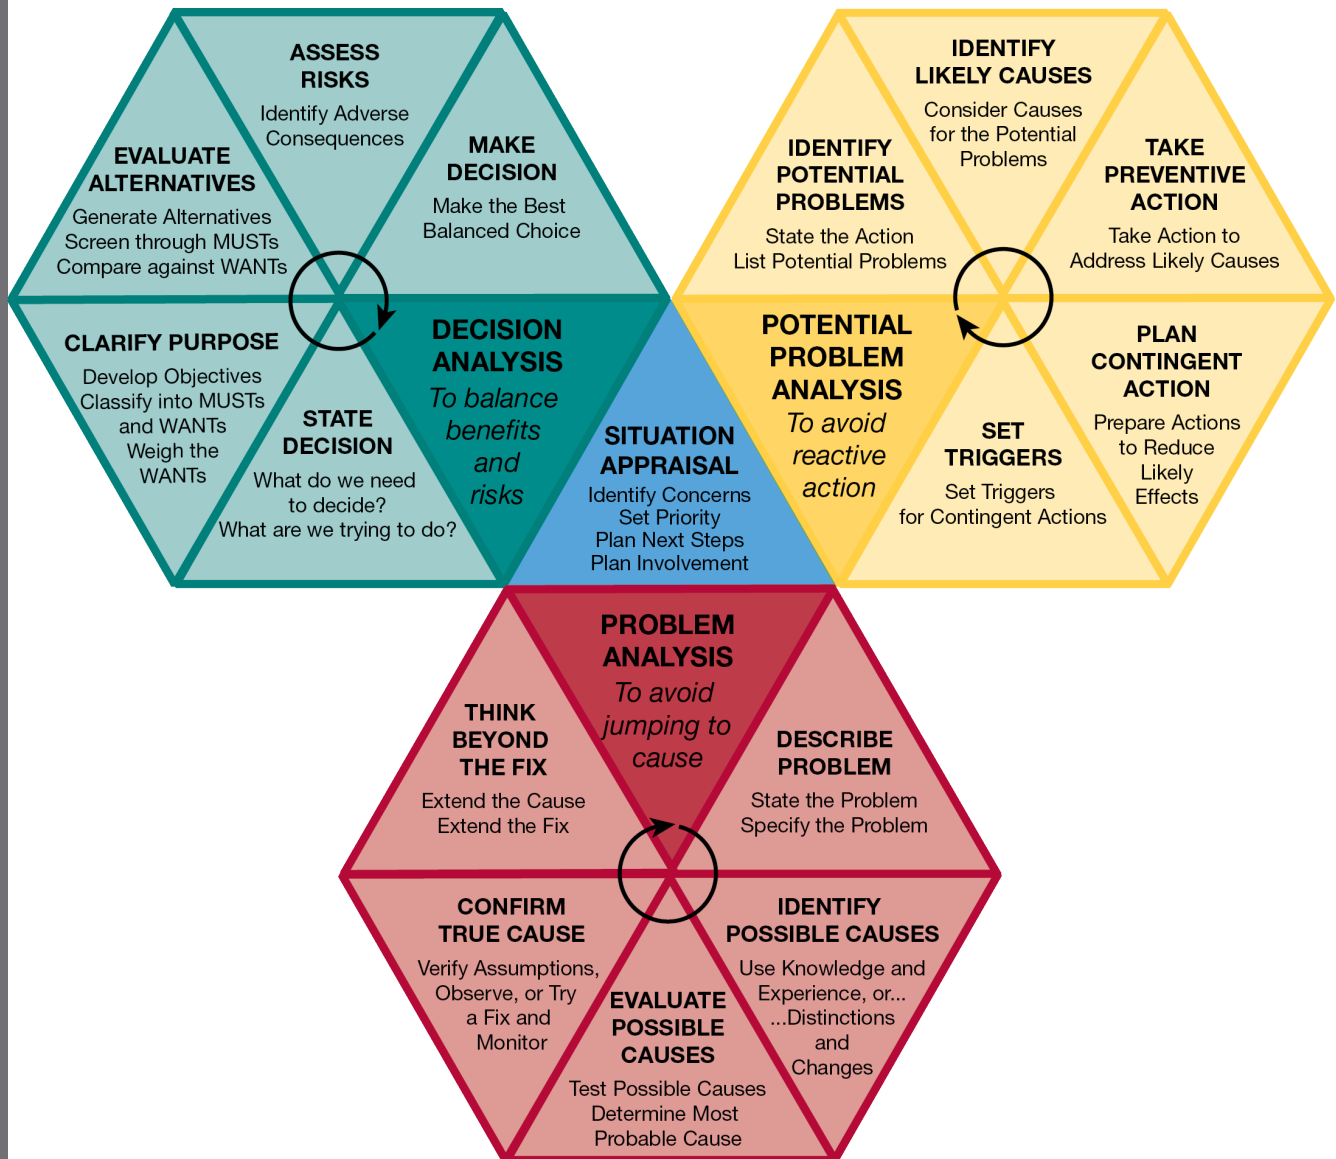 ASSESS
RISKS
Identify Adverse
Consequences
MAKE
DECISION
Make the Best
Balanced Choice
EVALUATE
ALTERNATIVES
Generate Alternatives
Screen through MUSTs
Compare against WANTs
CLARIFY PURPOSE
Develop Objectives
Classify into MUSTs
and WANTs
Weigh the
WANTs
STATE
DECISION
What do we need
to decide?
What are we trying to do?
DECISION
ANALYSIS
To balance
benefits
and
risks
SITUATION
APPRAISAL
Identify Concerns
Set Priority
Plan Next Steps
Plan Involvement
IDENTIFY
LIKELY CAUSES
Consider Causes
for the Potential
Problems
IDENTIFY
POTENTIAL
PROBLEMS
State the Action
List Potential Problems
TAKE
PREVENTIVE
ACTION
Take Action to
Address Likely Causes
POTENTIAL
PROBLEM
ANALYSIS
To avoid
reactive
action
PLAN
CONTINGENT
ACTION
Prepare Actions
to Reduce
Likely
Effects
SET
TRIGGERS
Set Triggers
for Contingent Actions
PROBLEM
ANALYSIS
To avoid
jumping to
cause
THINK
BEYOND
THE FIX
Extend the Cause
Extend the Fix
DESCRIBE
PROBLEM
State the Problem
Specify the Problem
CONFIRM
TRUE CAUSE
Verify Assumptions,
Observe, or Try
a Fix and
Monitor
EVALUATE
POSSIBLE
CAUSES
Test Possible Causes
Determine Most
Probable Cause
IDENTIFY
POSSIBLE CAUSES
Use Knowledge and
Experience, or...
...Distinctions
and
Changes